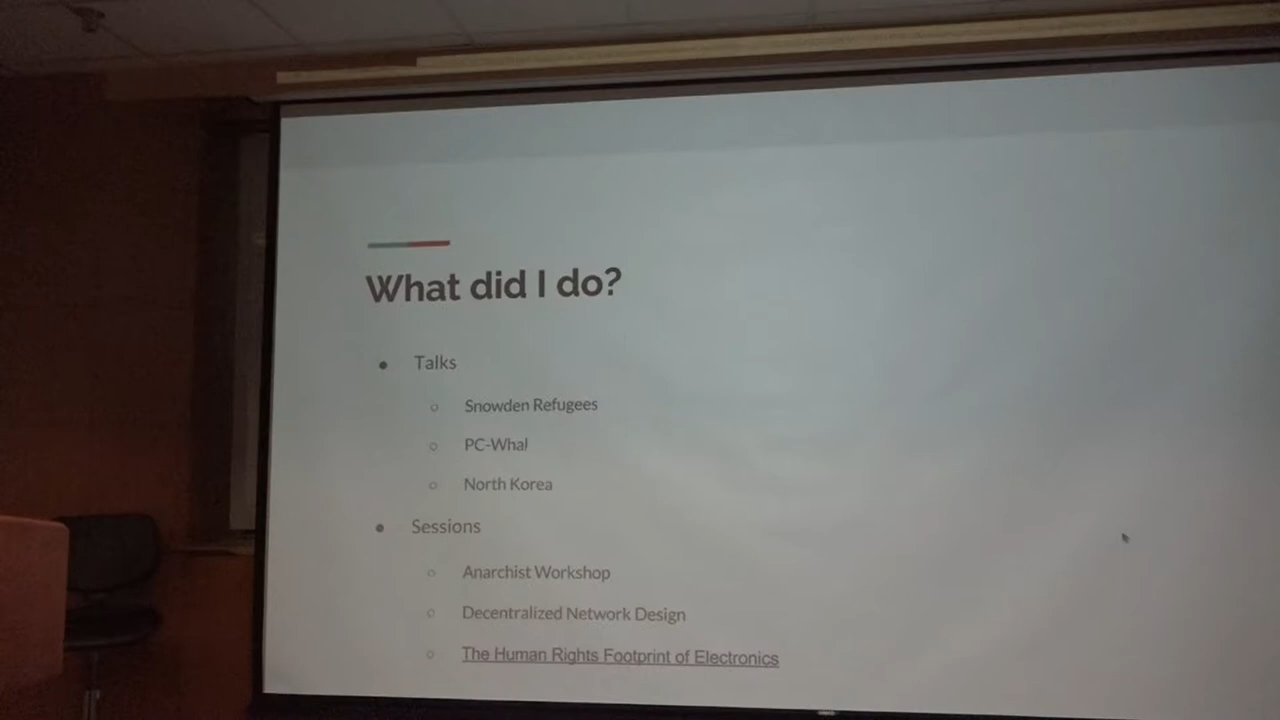 What did I do?
Talks
Snowden Refugees
PC-Whal
North Korea
Sessions
Anarchist Workshop
Decentralized Network Design
The Human Rights Footprint of Electronics